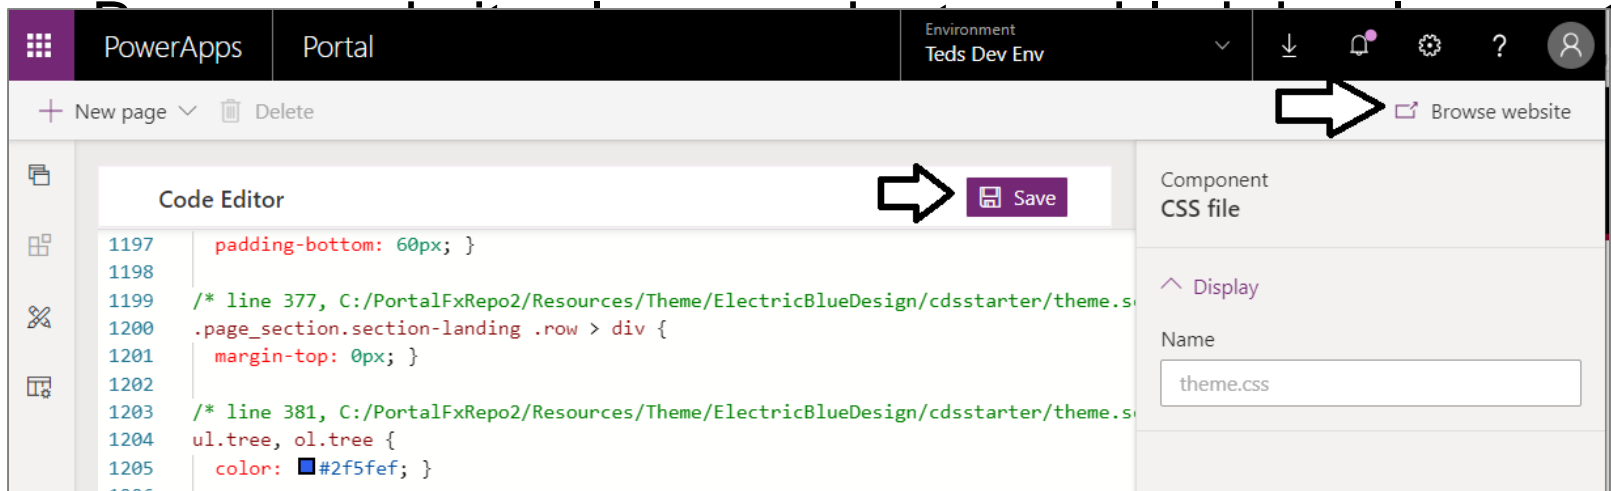 PowerApps Portal
Environment
Teds Dev Env
?
New page Delete
Browse website
Code Editor
Save
1197 padding-bottom: 60px; }
1198
1199 /* line 377, C:/PortalFxRepo2/Resources/Theme/ElectricBlueDesign/cdsstarter/theme.s
1200 .page_section.section-landing .row > div {
1201 margin-top: 0px; }
1202
1203 /* line 381, C:/PortalFxRepo2/Resources/Theme/ElectricBlueDesign/cdsstarter/theme.s
1204 ul.tree, ol.tree {
1205 color: #2f5fef; }
Component
CSS file
Display
Name
theme.css